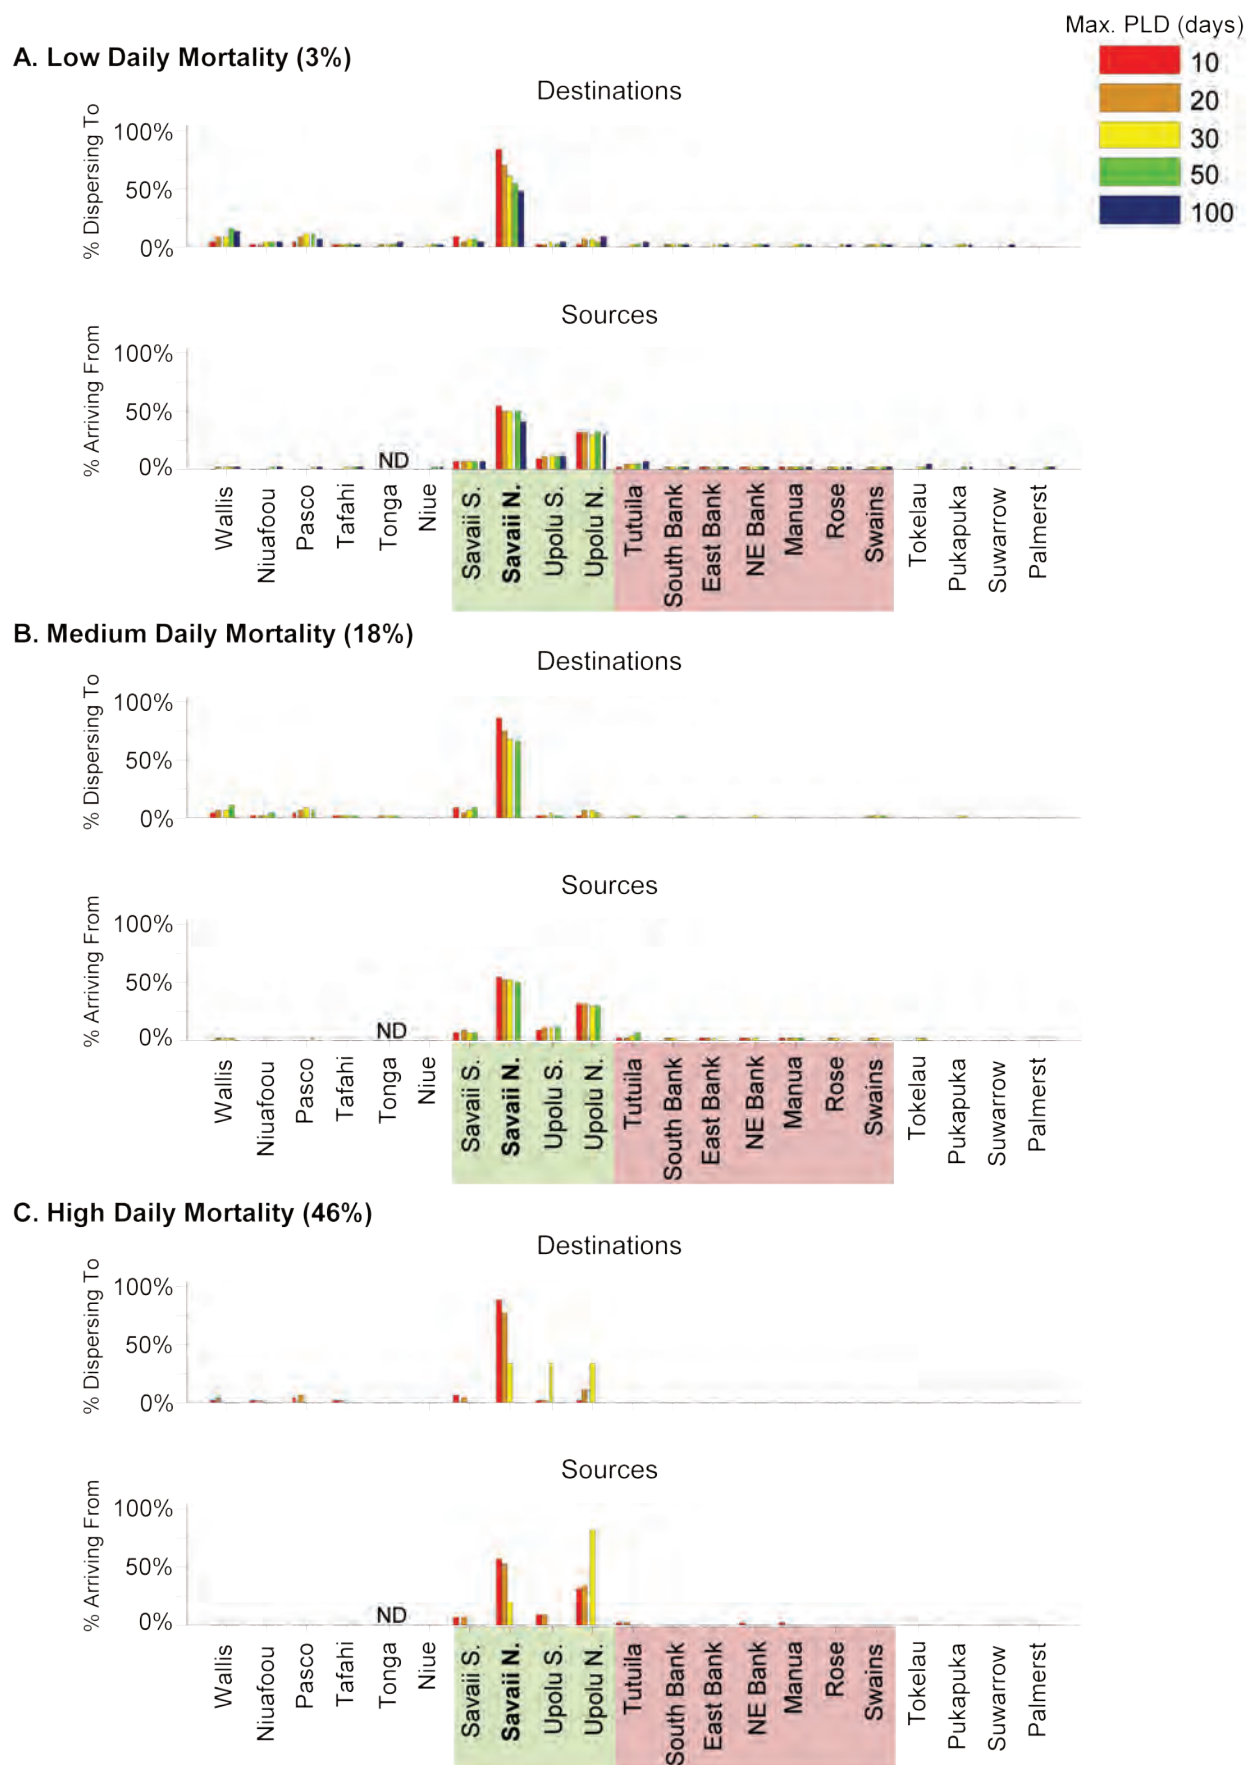 Max. PLD (days)
10
20
30
50
100
A. Low Daily Mortality (3%)
Destinations
% Dispersing To
100%
50%
0%
Sources
% Arriving From
100%
50%
0%
ND
Wallis
Niuafoou
Pasco
Tafahi
Tonga
Niue
Savaii S.
Savaii N.
Upolu S.
Upolu N.
Tutuila
South Bank
East Bank
NE Bank
Manua
Rose
Swains
Tokelau
Pukapuka
Suwarrow
Palmerst
B. Medium Daily Mortality (18%)
Destinations
% Dispersing To
100%
50%
0%
Sources
% Arriving From
100%
50%
0%
ND
Wallis
Niuafoou
Pasco
Tafahi
Tonga
Niue
Savaii S.
Savaii N.
Upolu S.
Upolu N.
Tutuila
South Bank
East Bank
NE Bank
Manua
Rose
Swains
Tokelau
Pukapuka
Suwarrow
Palmerst
C. High Daily Mortality (46%)
Destinations
% Dispersing To
100%
50%
0%
Sources
% Arriving From
100%
50%
0%
ND
Wallis
Niuafoou
Pasco
Tafahi
Tonga
Niue
Savaii S.
Savaii N.
Upolu S.
Upolu N.
Tutuila
South Bank
East Bank
NE Bank
Manua
Rose
Swains
Tokelau
Pukapuka
Suwarrow
Palmerst